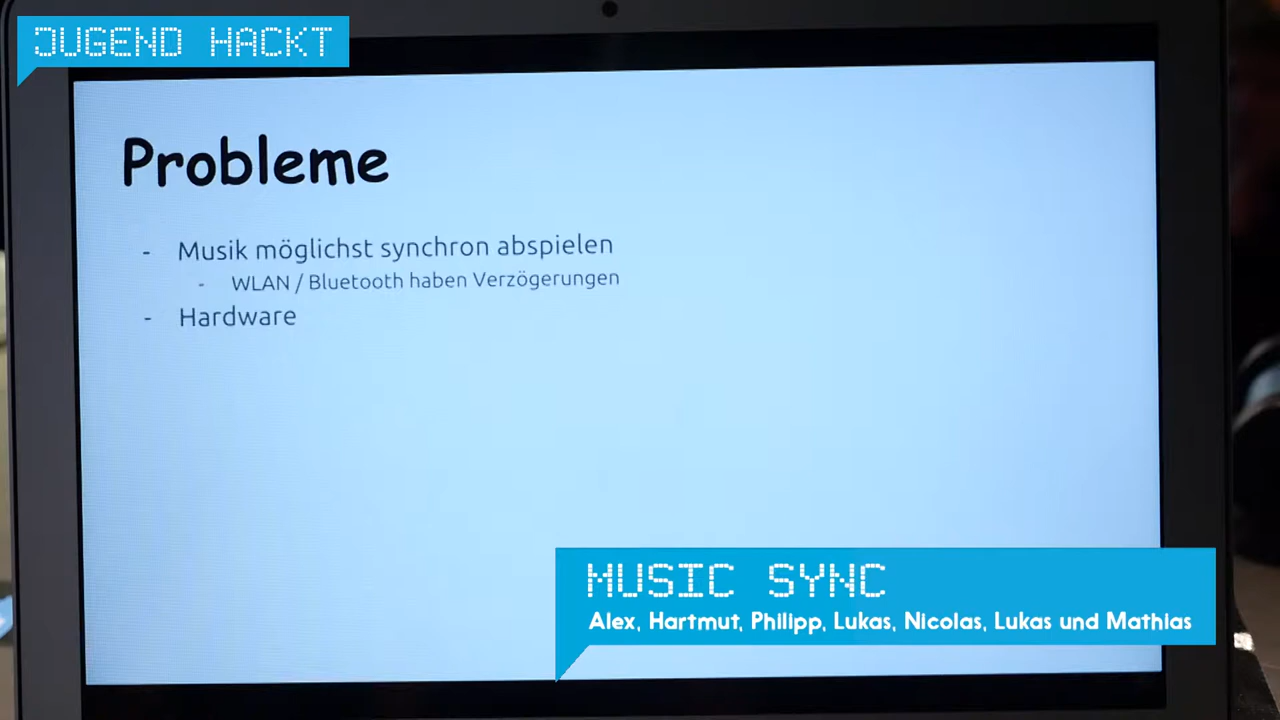 JUGEND HACKT
Probleme
- Musik möglichst synchron abspielen
- WLAN / Bluetooth haben Verzögerungen
- Hardware
MUSIC SYNC
Alex, Hartmut, Philipp, Lukas, Nicolas, Lukas und Mathias